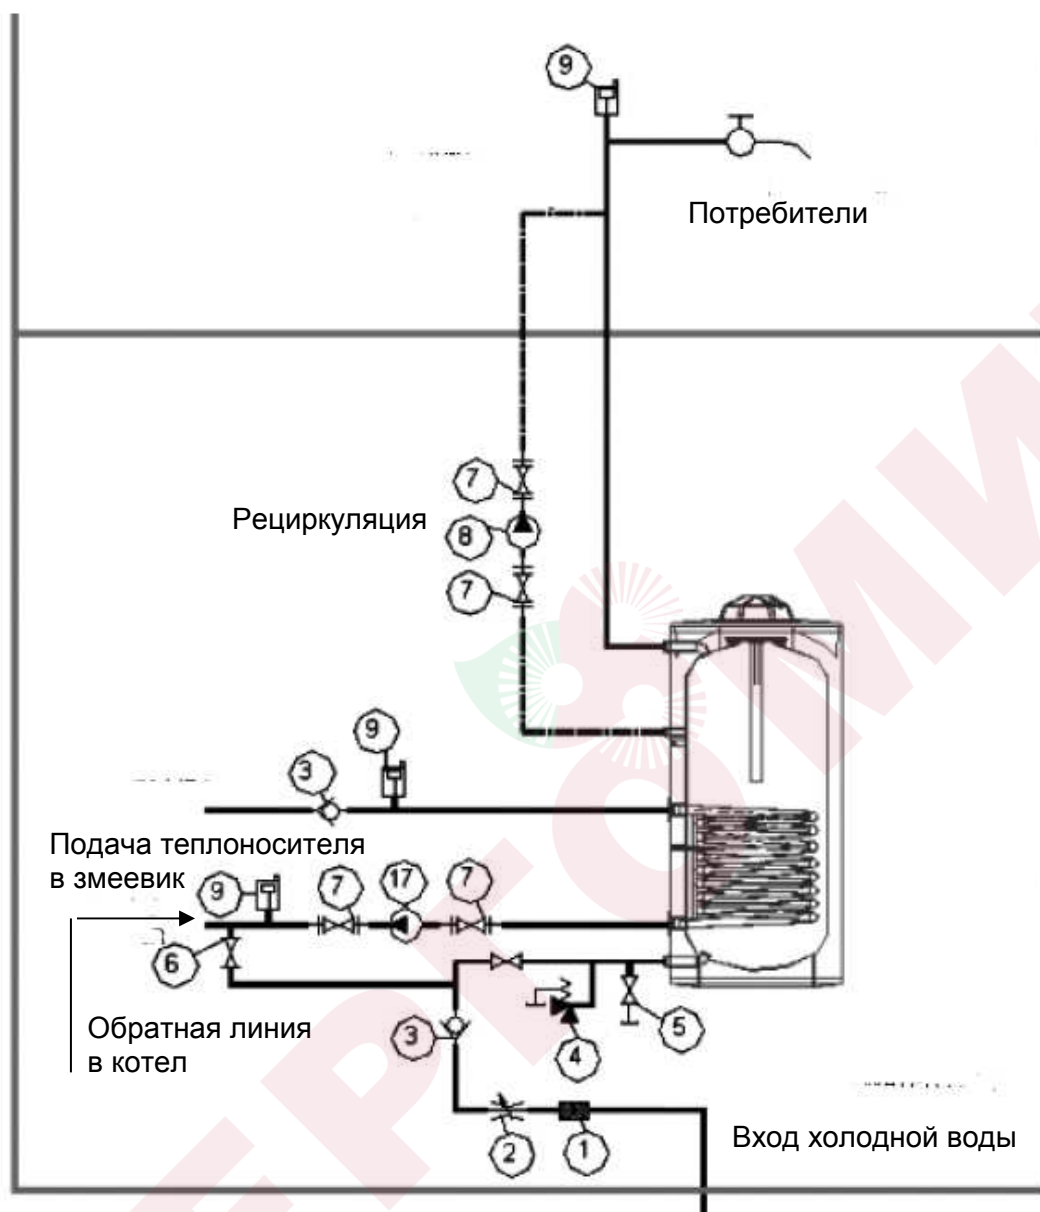 9
Потребители
7
Рециркуляция
8
7
9
3
Подача теплоносителя
в змеевик
9
7
17
7
6
Обратная линия
в котел
3
4
5
Вход холодной воды
2
1